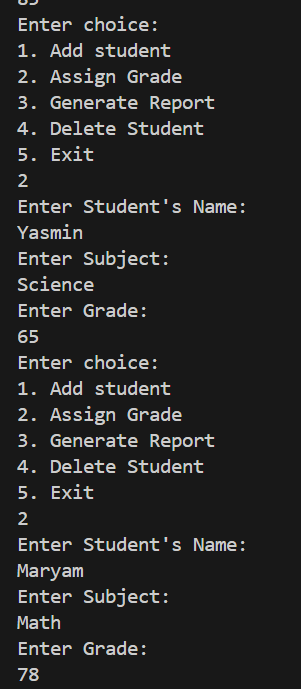 Enter choice:
1. Add student
2. Assign Grade
3. Generate Report
4. Delete Student
5. Exit
2
Enter Student's Name:
Yasmin
Enter Subject:
Science
Enter Grade:
65
Enter choice:
1. Add student
2. Assign Grade
3. Generate Report
4. Delete Student
5. Exit
2
Enter Student's Name:
Maryam
Enter Subject:
Math
Enter Grade:
78